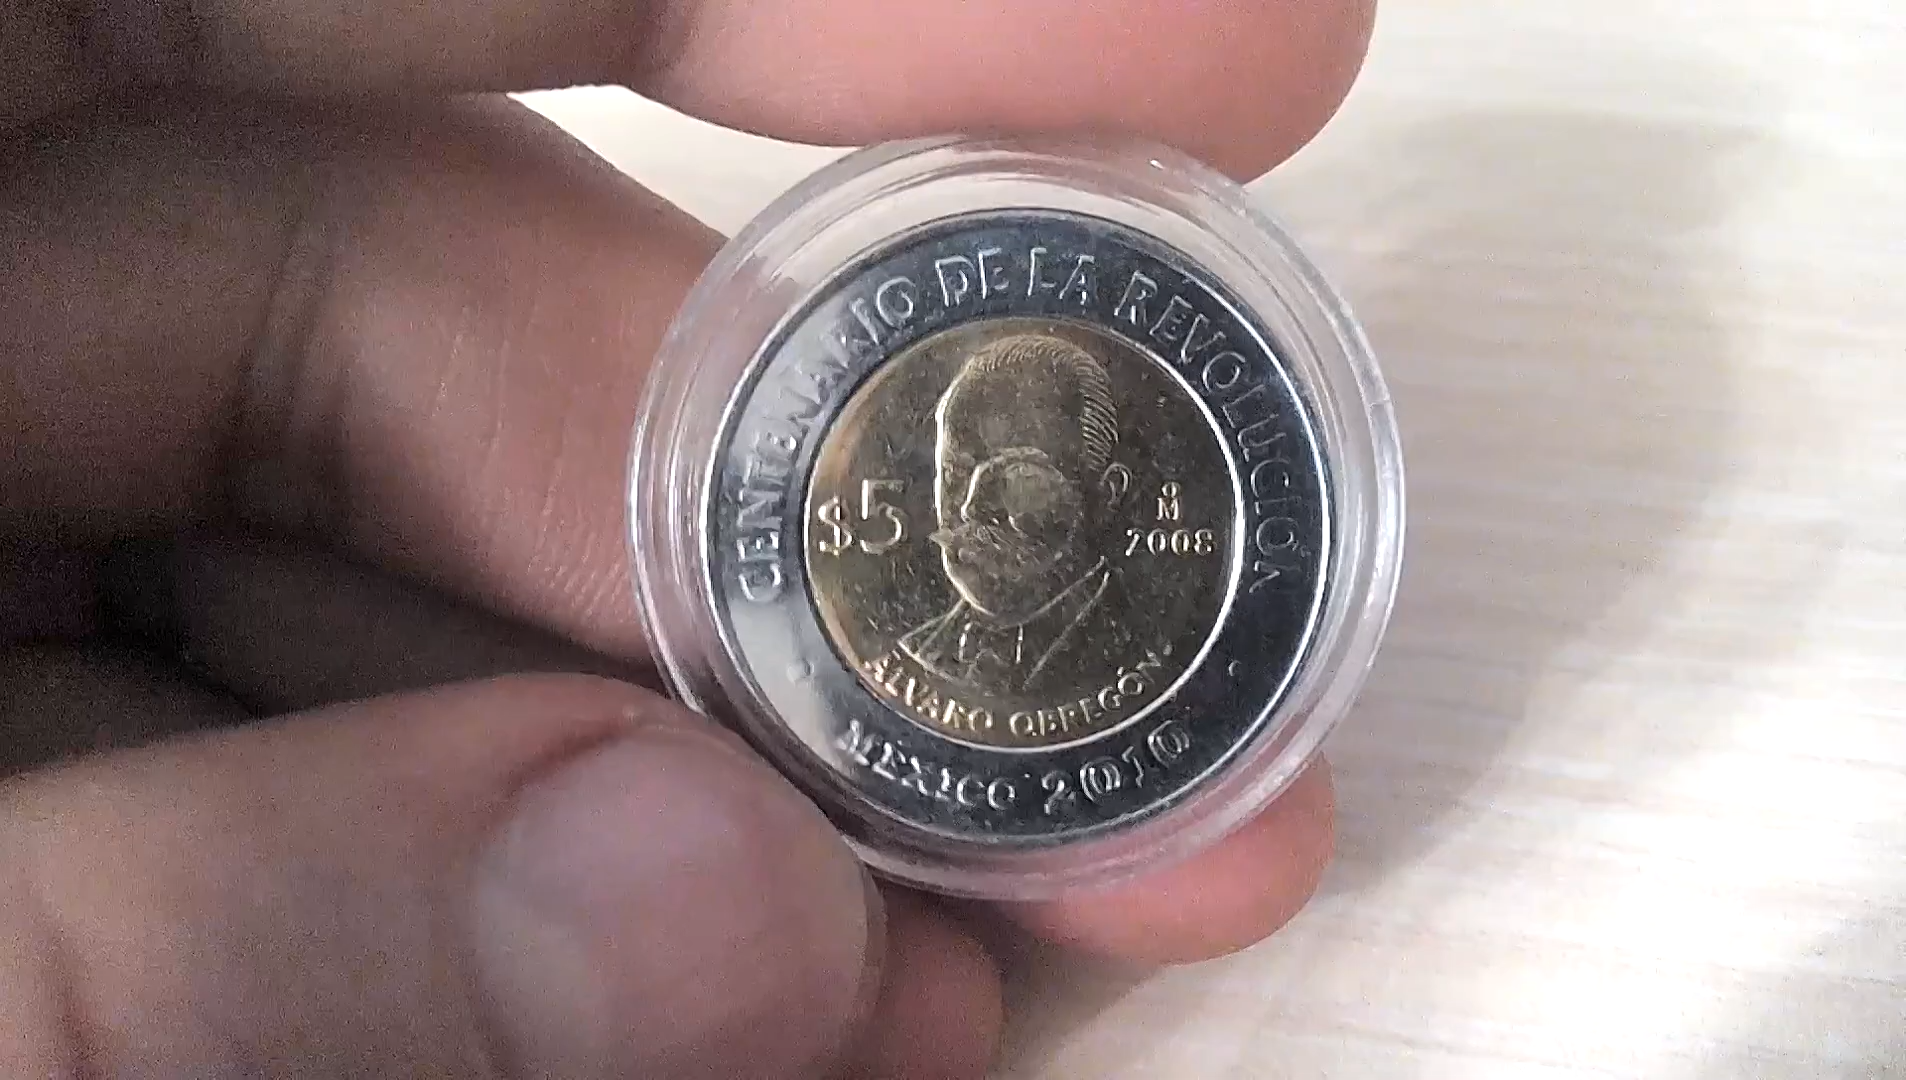 CENTENARIO DE LA REVOLUCIÓN
$5
M
2008
ÁLVARO OBREGÓN
MÉXICO 2010